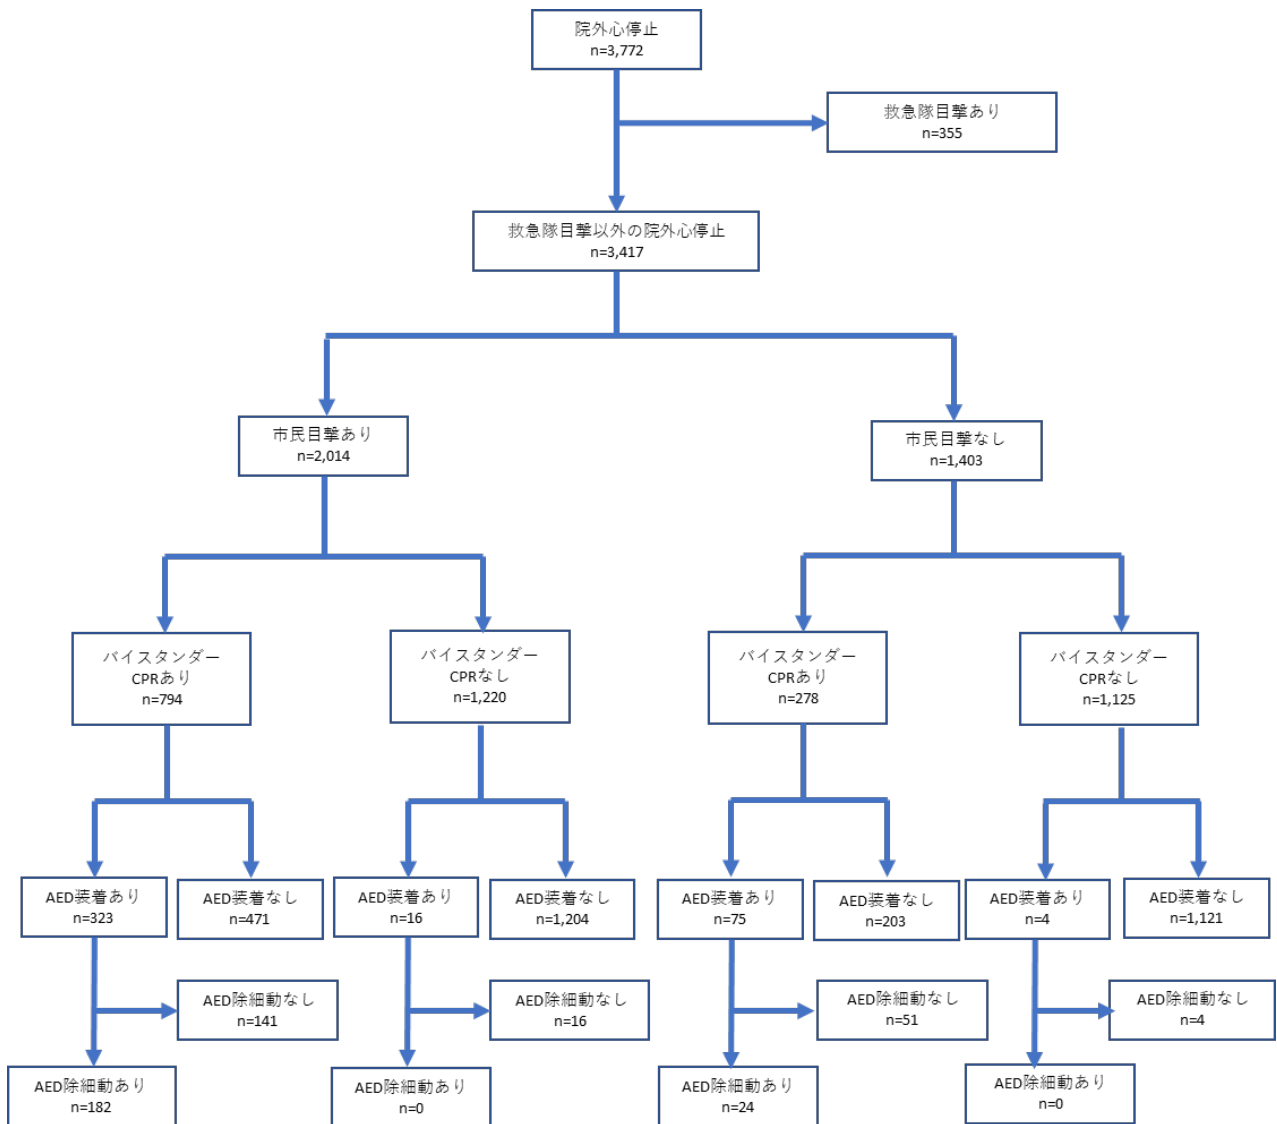 院外心停止
n=3,772
救急隊目撃あり
n=355
救急隊目撃以外の院外心停止
n=3,417
市民目撃あり
n=2,014
市民目撃なし
n=1,403
バイスタンダー
CPRあり
n=794
バイスタンダー
CPRなし
n=1,220
バイスタンダー
CPRあり
n=278
バイスタンダー
CPRなし
n=1,125
AED装着あり
n=323
AED装着なし
n=471
AED装着あり
n=16
AED装着なし
n=1,204
AED装着あり
n=75
AED装着なし
n=203
AED装着あり
n=4
AED装着なし
n=1,121
AED除細動なし
n=141
AED除細動なし
n=16
AED除細動なし
n=51
AED除細動なし
n=4
AED除細動あり
n=182
AED除細動あり
n=0
AED除細動あり
n=24
AED除細動あり
n=0